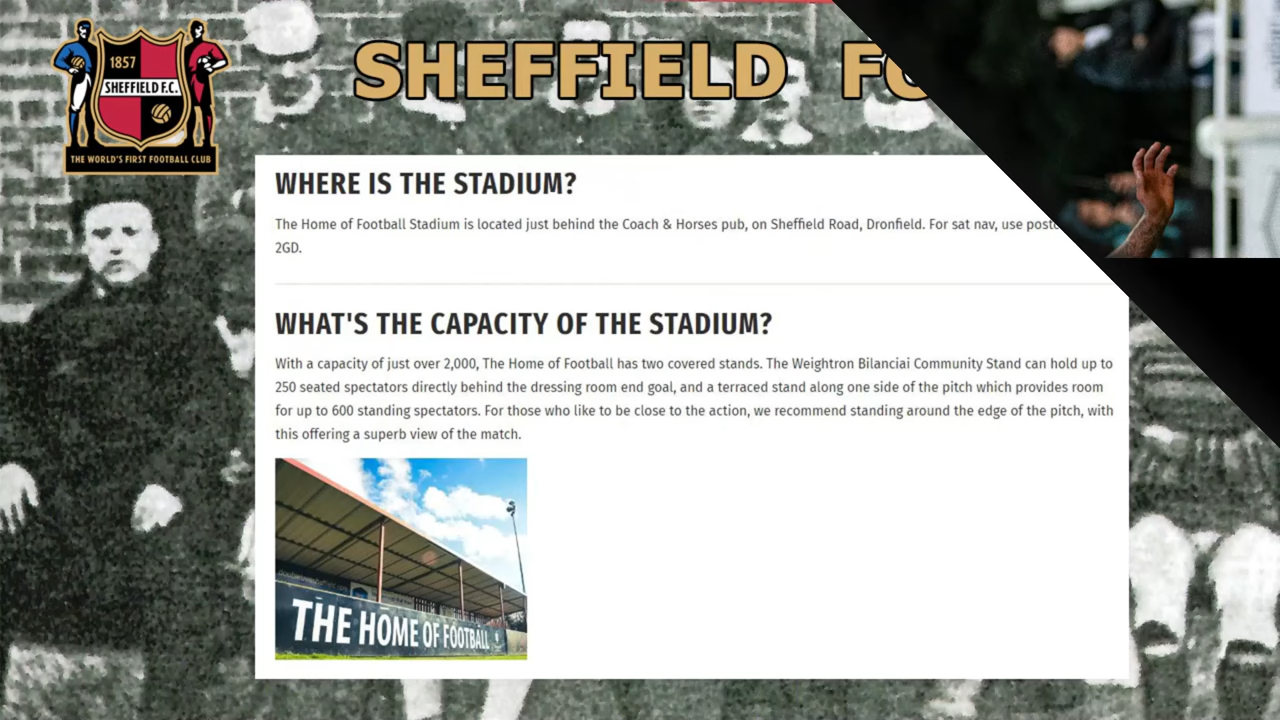 1857
SHEFFIELD F.C.
THE WORLD'S FIRST FOOTBALL CLUB
SHEFFIELD FO
WHERE IS THE STADIUM?
The Home of Football Stadium is located just behind the Coach & Horses pub, on Sheffield Road, Dronfield. For sat nav, use
2GD.
WHAT'S THE CAPACITY OF THE STADIUM?
With a capacity of just over 2,000, The Home of Football has two covered stands. The Weightron Bilanciai Community Stand can hold up to
250 seated spectators directly behind the dressing room end goal, and a terraced stand along one side of the pitch which provides room
for up to 600 standing spectators. For those who like to be close to the action, we recommend standing around the edge of the pitch, with
this offering a superb view of the match.
THE HOME OF FOOTBALL